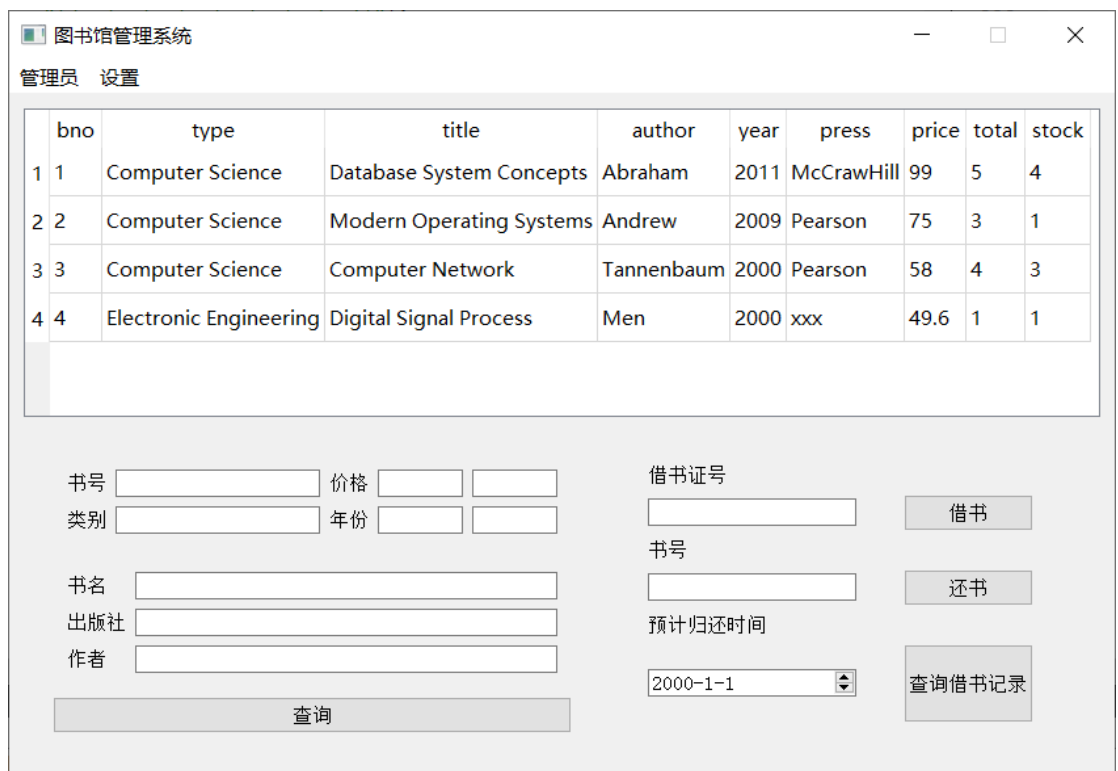 图书馆管理系统
管理员 设置
bno type title author year press price total stock
1 1 Computer Science Database System Concepts Abraham 2011 McCrawHill 99 5 4
2 2 Computer Science Modern Operating Systems Andrew 2009 Pearson 75 3 1
3 3 Computer Science Computer Network Tannenbaum 2000 Pearson 58 4 3
4 4 Electronic Engineering Digital Signal Process Men 2000 xxx 49.6 1 1
书号 价格
类别 年份
书名
出版社
作者
查询
借书证号
借书
书号
还书
预计归还时间
2000-1-1
查询借书记录